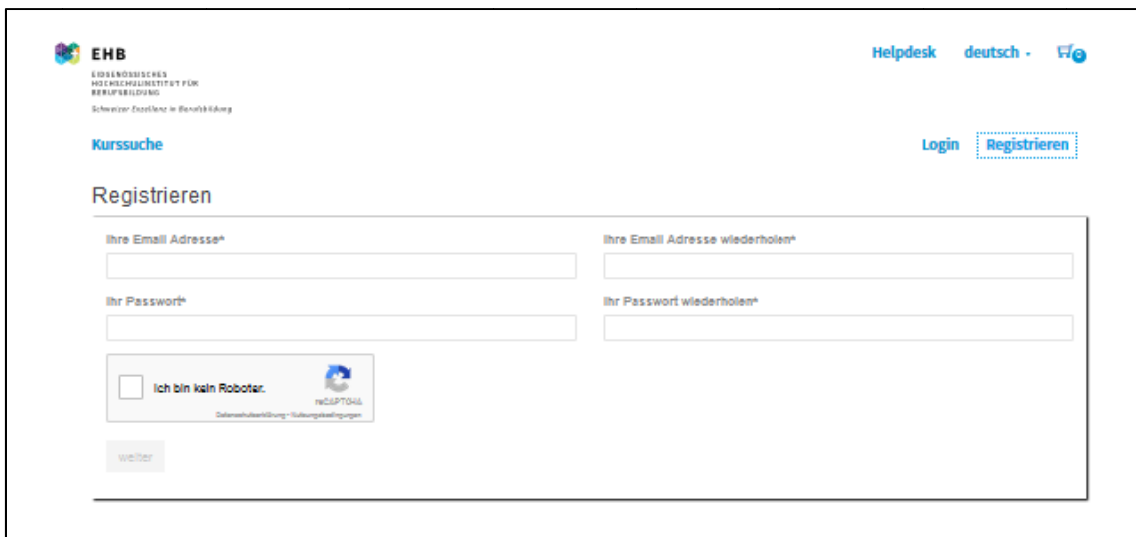 EHB
Helpdesk deutsch 0
EIDGENÖSSISCHES
HOCHSCHULINSTITUT FÜR
BERUFSBILDUNG
Schweizer Exzellenz in Berufsbildung
Kurssuche
Login Registrieren
Registrieren
Ihre Email Adresse* Ihre Email Adresse wiederholen*
Ihr Passwort* Ihr Passwort wiederholen*
Ich bin kein Roboter.
reCAPTCHA
Datenschutzerklärung - Nutzungsbedingungen
weiter